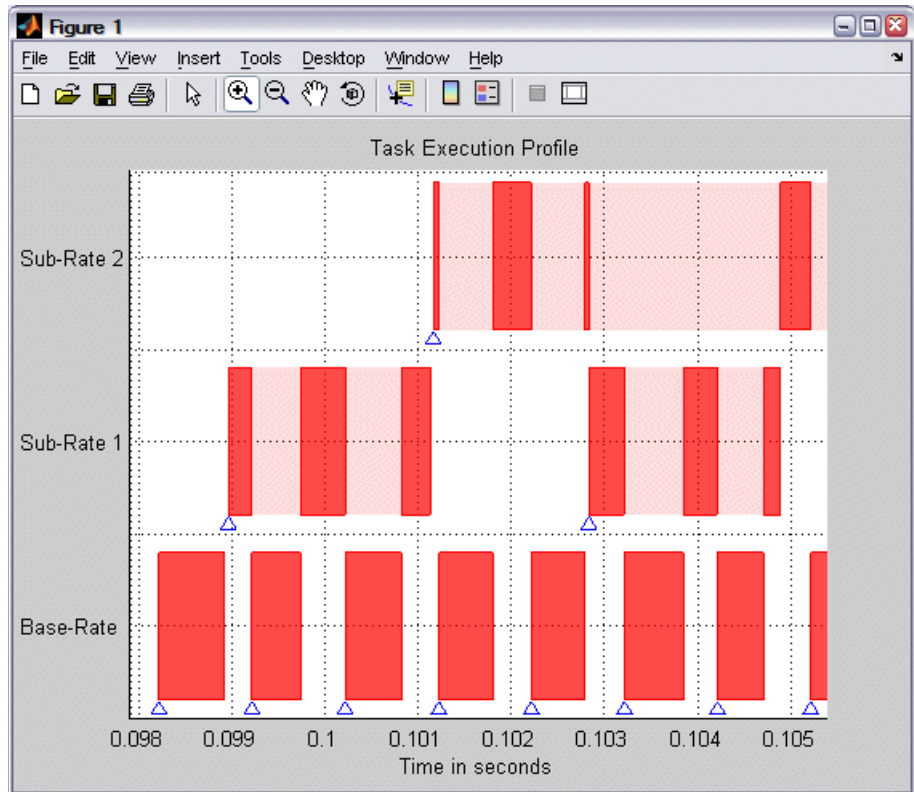 Figure 1
File Edit View Insert Tools Desktop Window Help
Task Execution Profile
Sub-Rate 2
Sub-Rate 1
Base-Rate
0.098 0.099 0.1 0.101 0.102 0.103 0.104 0.105
Time in seconds